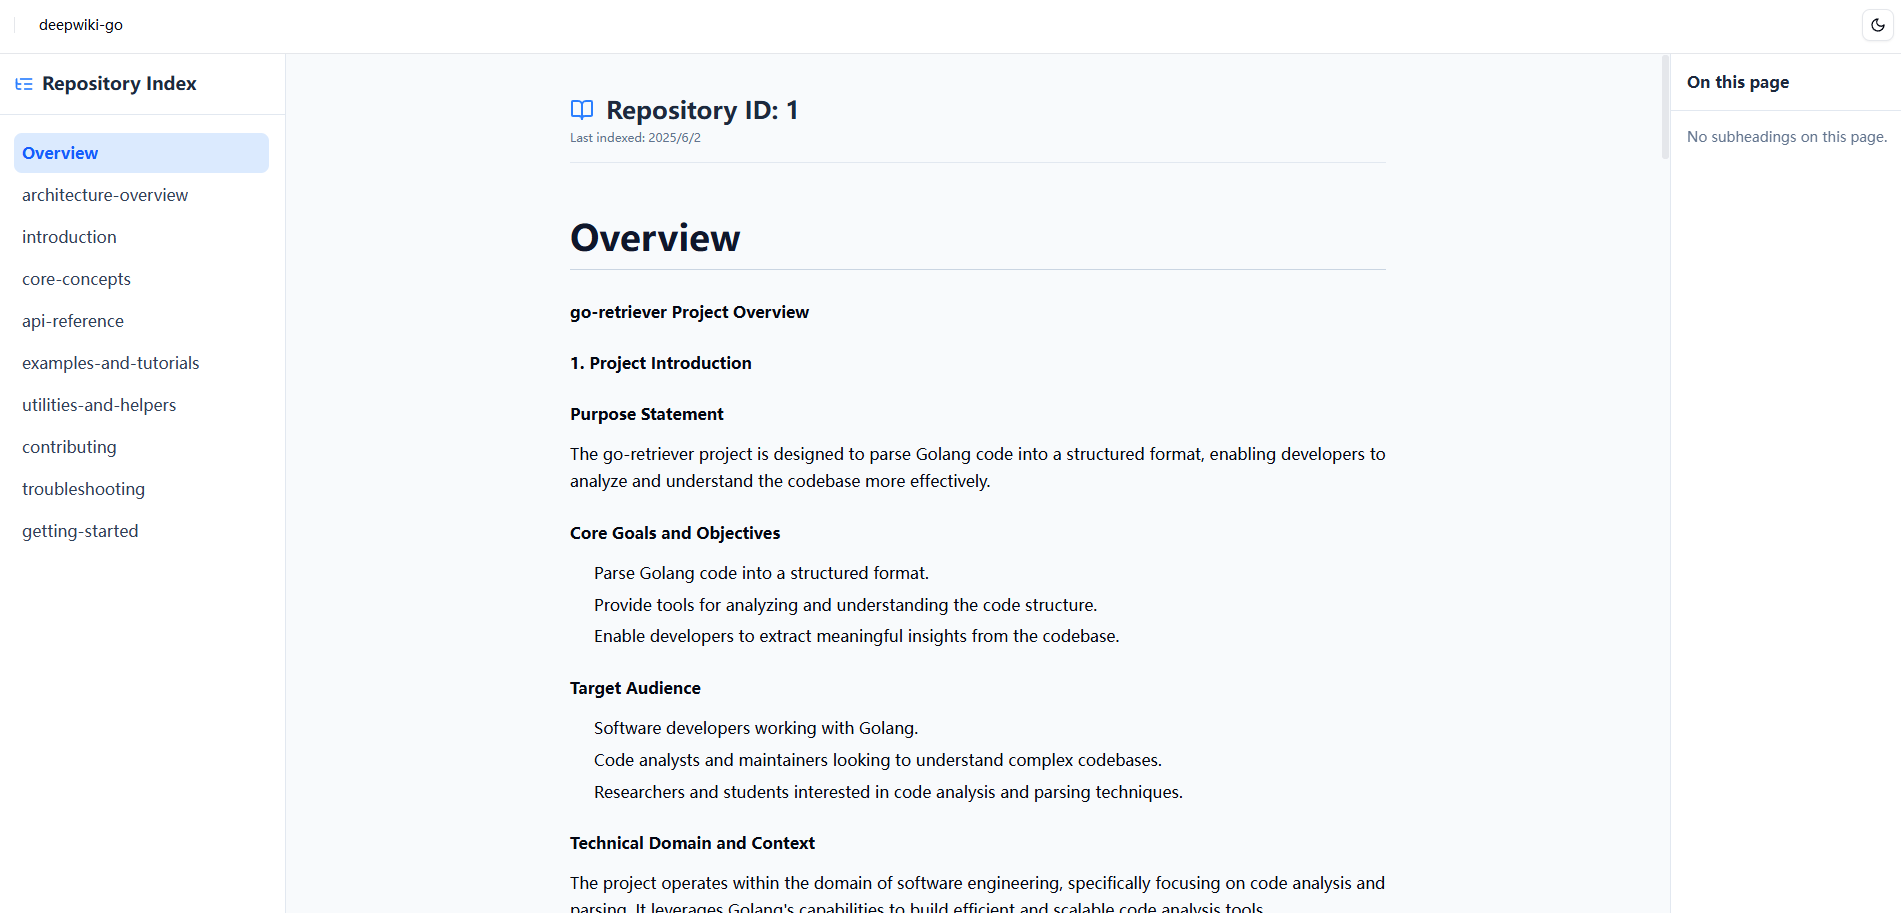 deepwiki-go
Repository Index
Overview
architecture-overview
introduction
core-concepts
api-reference
examples-and-tutorials
utilities-and-helpers
contributing
troubleshooting
getting-started
Repository ID: 1
Last indexed: 2025/6/2
Overview
go-retriever Project Overview
1. Project Introduction
Purpose Statement
The go-retriever project is designed to parse Golang code into a structured format, enabling developers to
analyze and understand the codebase more effectively.
Core Goals and Objectives
Parse Golang code into a structured format.
Provide tools for analyzing and understanding the code structure.
Enable developers to extract meaningful insights from the codebase.
Target Audience
Software developers working with Golang.
Code analysts and maintainers looking to understand complex codebases.
Researchers and students interested in code analysis and parsing techniques.
Technical Domain and Context
The project operates within the domain of software engineering, specifically focusing on code analysis and
parsing. It leverages Golang's capabilities to build efficient and scalable code analysis tools.
On this page
No subheadings on this page.